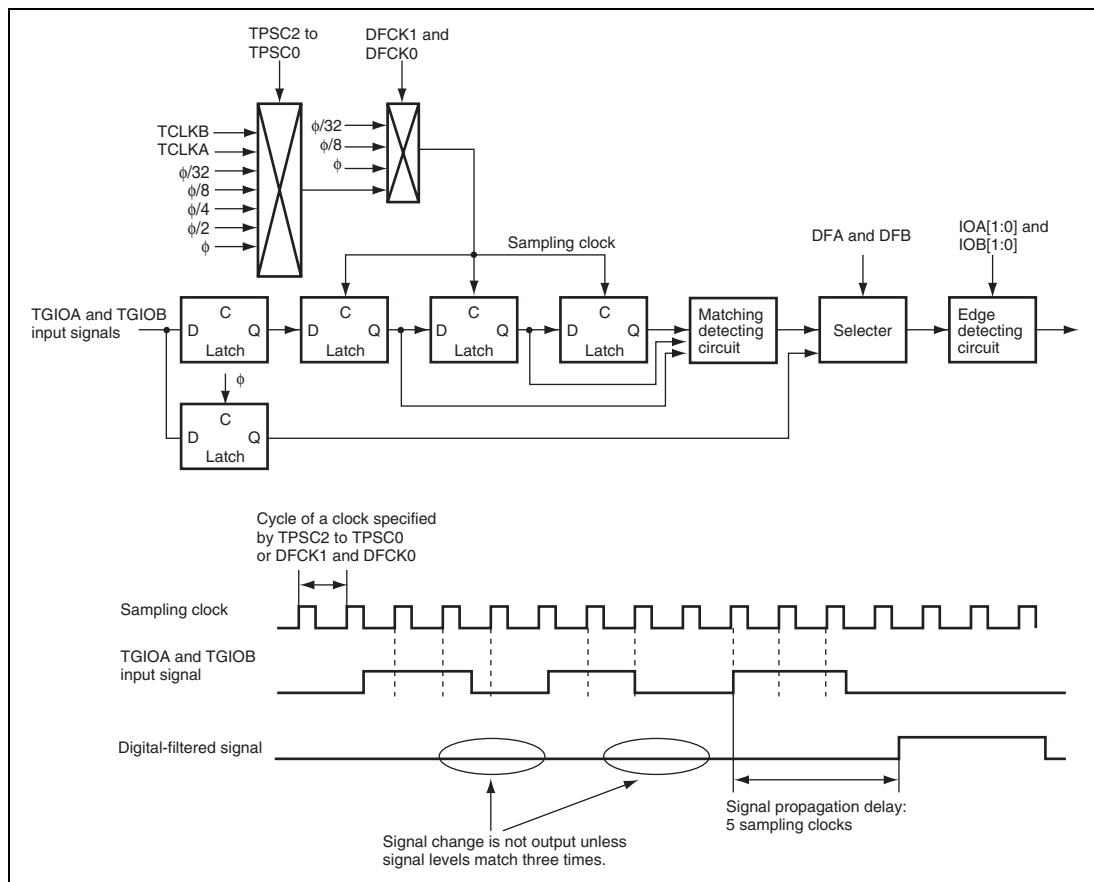 TPSC2 to
TPSC0
DFCK1 and
DFCK0
TCLKB
TCLKA
ϕ/32
ϕ/8
ϕ/4
ϕ/2
ϕ
ϕ/32
ϕ/8
ϕ
Sampling clock
DFA and DFB
IOA[1:0] and
IOB[1:0]
TGIOA and TGIOB
input signals
C
D Q
Latch
C
D Q
Latch
C
D Q
Latch
C
D Q
Latch
Matching
detecting
circuit
Selecter
Edge
detecting
circuit
ϕ
C
D Q
Latch
Cycle of a clock specified
by TPSC2 to TPSC0
or DFCK1 and DFCK0
Sampling clock
TGIOA and TGIOB
input signal
Digital-filtered signal
Signal change is not output unless
signal levels match three times.
Signal propagation delay:
5 sampling clocks